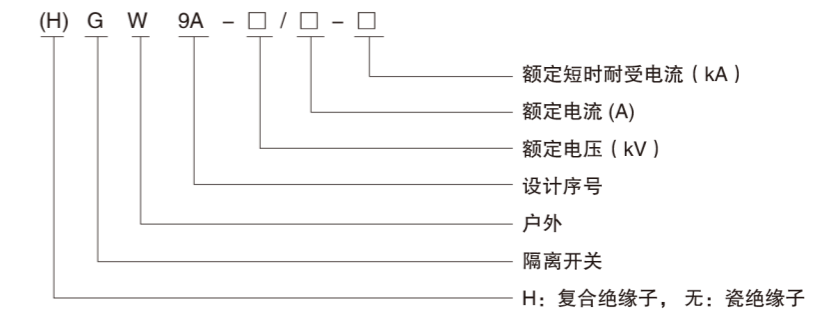 (H) G W 9A - □ / □ - □
额定短时耐受电流（kA）
额定电流 (A)
额定电压（kV）
设计序号
户外
隔离开关
H：复合绝缘子， 无：瓷绝缘子